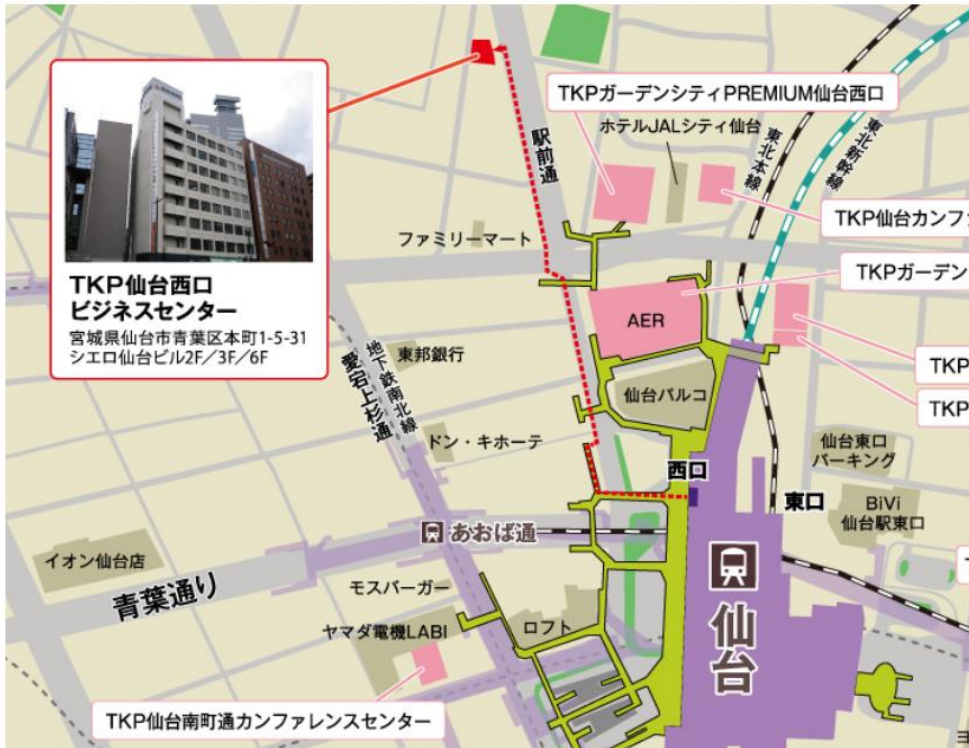 TKPガーデンシティPREMIUM仙台西口
ホテルJALシティ仙台
東北本線
東北新幹線
駅前通
TKP仙台カンフ
ファミリーマート
TKP仙台西口
ビジネスセンター
宮城県仙台市青葉区本町1-5-31
シエロ仙台ビル2F/3F/6F
TKPガーデン
AER
東邦銀行
地下鉄南北線
愛宕上杉通
仙台パルコ
TKP
TKP
ドン・キホーテ
仙台東口
パーキング
西口
東口
BiVi
仙台駅東口
あおば通
イオン仙台店
青葉通り
モスバーガー
ヤマダ電機LABI
ロフト
仙台
TKP仙台南町通カンファレンスセンター